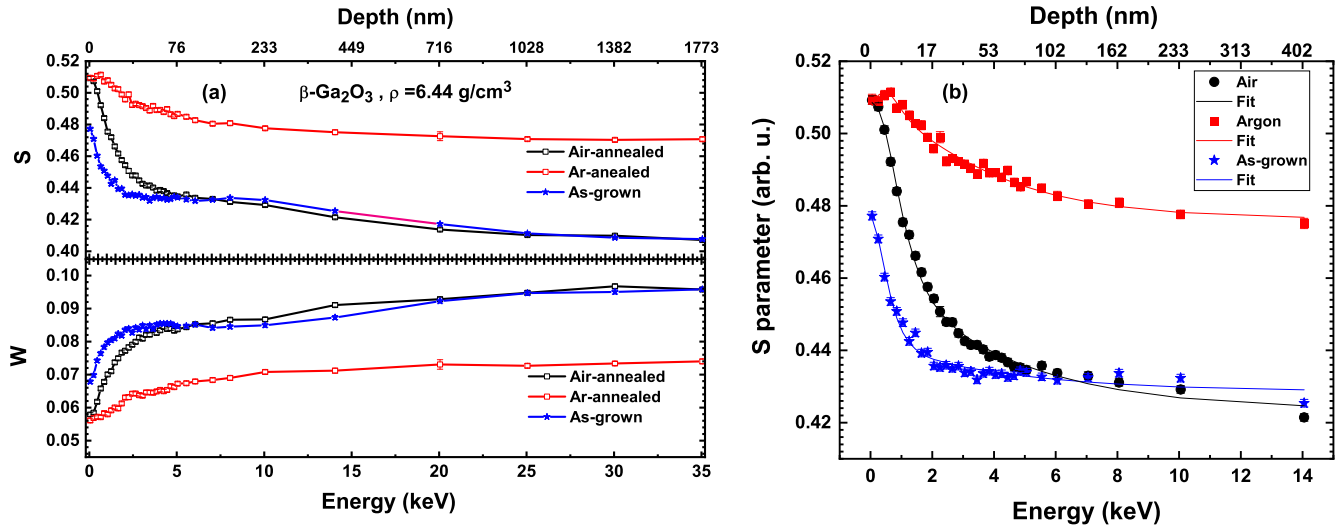 Depth (nm)
0 76 233 449 716 1028 1382 1773
0.52
0.50
0.48
0.46
0.44
0.42
0.40
S
(a) β-Ga2O3 , ρ =6.44 g/cm3
Air-annealed
Ar-anealed
As-grown
0.10
0.09
0.08
0.07
0.06
0.05
W
Air-annealed
Ar-annealed
As-grown
0 5 10 15 20 25 30 35
Energy (keV)
Depth (nm)
0 17 53 102 162 233 313 402
0.52
0.50
0.48
0.46
0.44
0.42
S parameter (arb. u.)
(b)
Air
Fit
Argon
Fit
As-grown
Fit
0 2 4 6 8 10 12 14
Energy (keV)